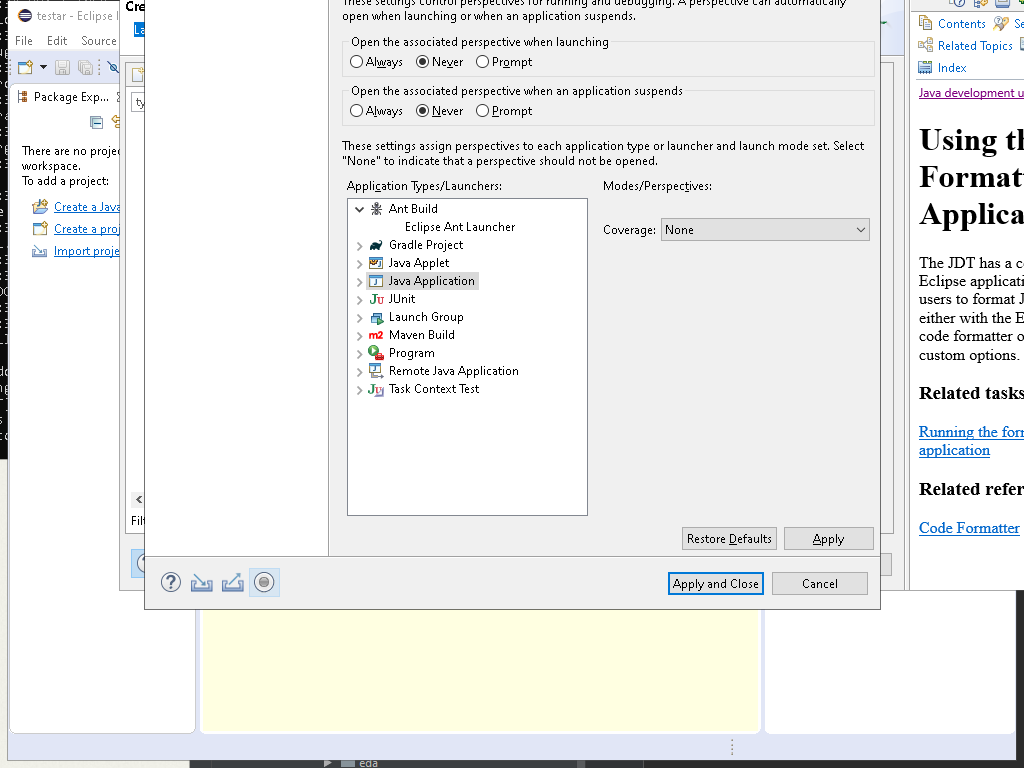 testar - Eclipse I
File Edit Source
Package Exp...
There are no proje
workspace.
To add a project:
Create a Java
Create a proj
Import proje
Cre
ty
<
These settings control perspectives for running and debugging. A perspective can automatically
open when launching or when an application suspends.
Open the associated perspective when launching
Always Never Prompt
Open the associated perspective when an application suspends
Always Never Prompt
These settings assign perspectives to each application type or launcher and launch mode set. Select
"None" to indicate that a perspective should not be opened.
Application Types/Launchers:
Modes/Perspectives:
Ant Build
Eclipse Ant Launcher
Gradle Project
Java Applet
Java Application
JUnit
Launch Group
Maven Build
Program
Remote Java Application
Task Context Test
Coverage: None
Restore Defaults Apply
Apply and Close Cancel
Contents Se
Related Topics
Index
Java development u
Using th
Formatt
Applica
The JDT has a c
Eclipse applicati
users to format J
either with the E
code formatter o
custom options.
Related tasks
Running the forn
application
Related refer
Code Formatter
eda